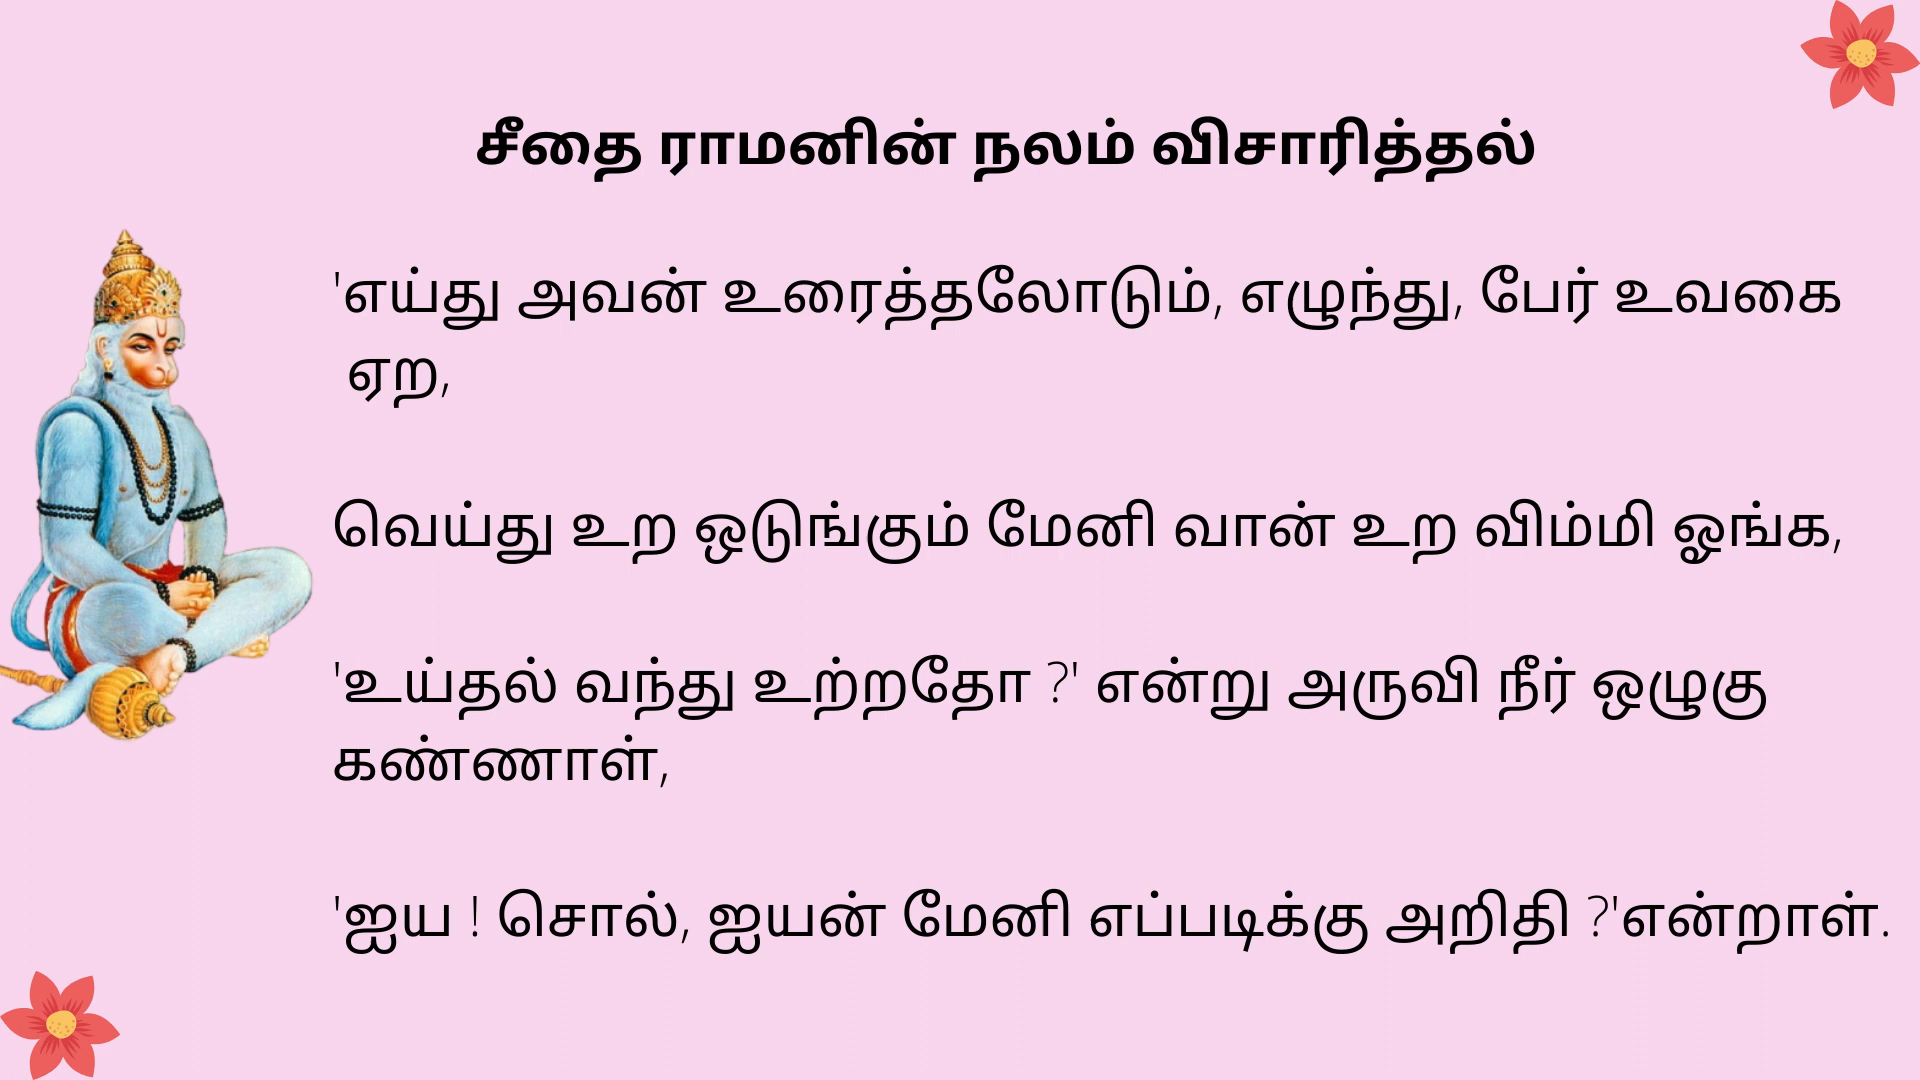 சீதை ராமனின் நலம் விசாரித்தல்
'எய்து அவன் உரைத்தலோடும், எழுந்து, பேர் உவகை
ஏற,
வெய்து உற ஒடுங்கும் மேனி வான் உற விம்மி ஓங்க,
'உய்தல் வந்து உற்றதோ ?' என்று அருவி நீர் ஒழுகு
கண்ணாள்,
'ஐய ! சொல், ஐயன் மேனி எப்படிக்கு அறிதி ?'என்றாள்.